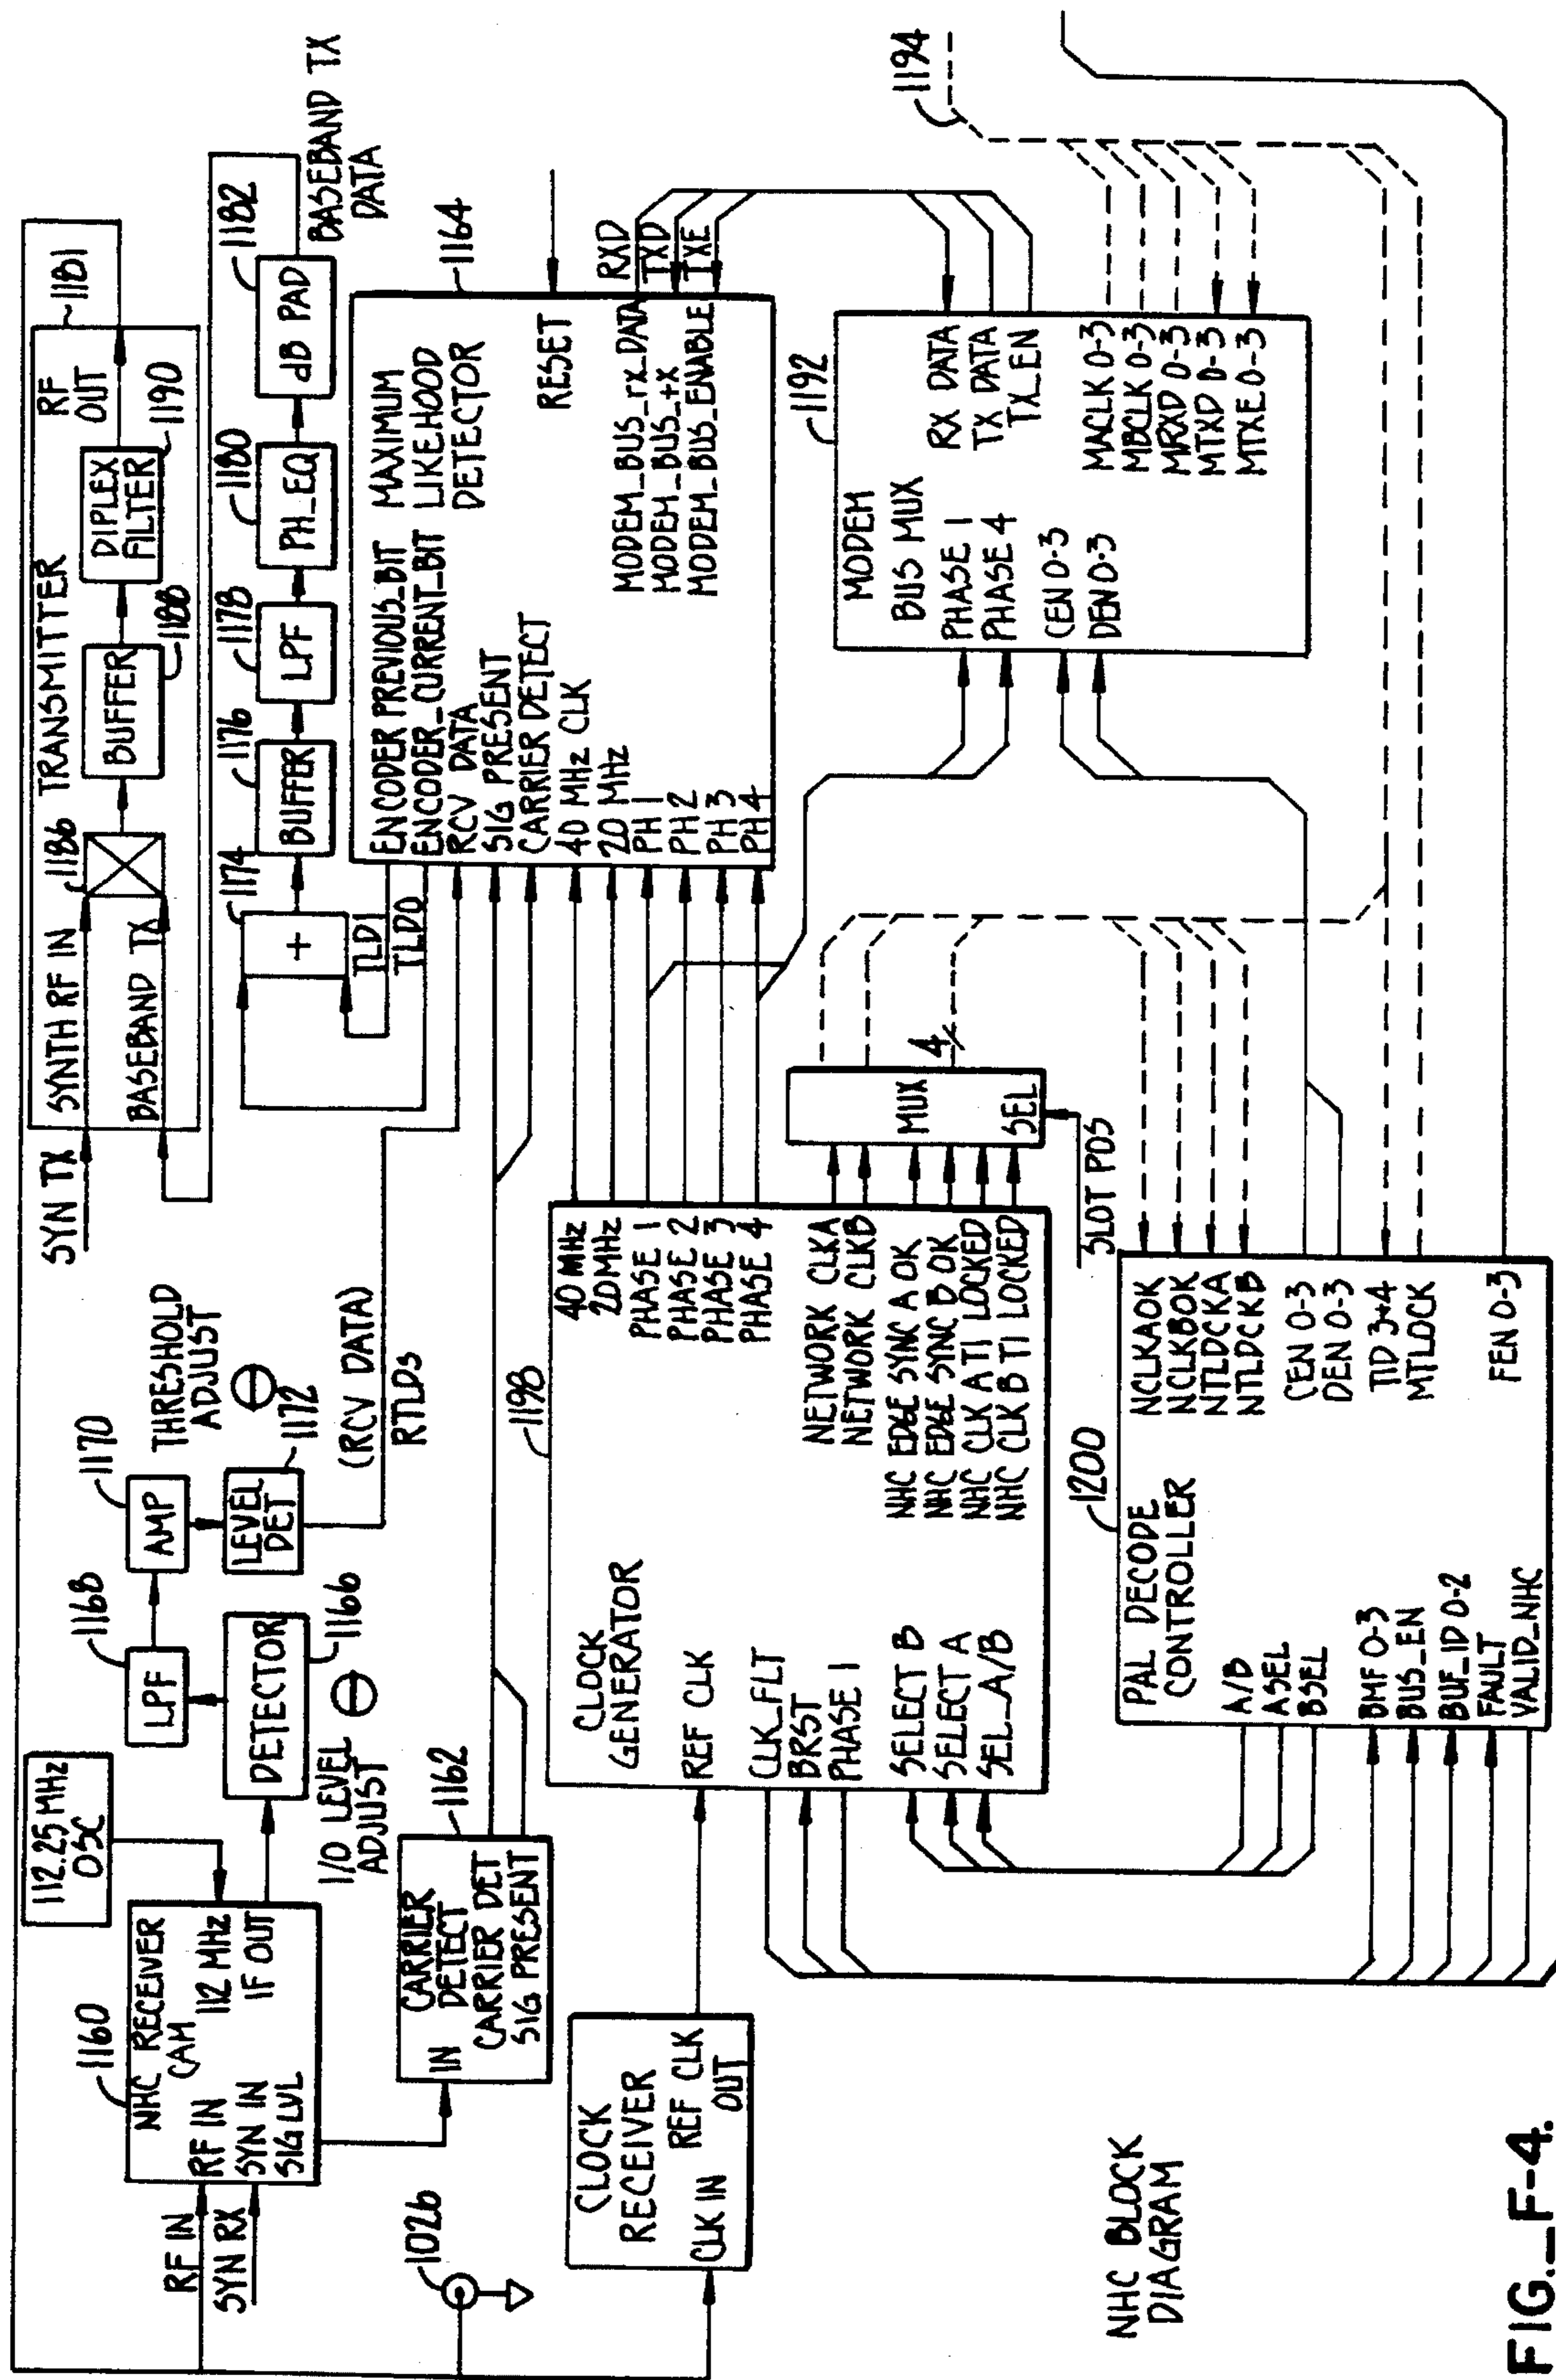 SYN TX
SYNTH RF IN
1186
TRANSMITTER
BASEBAND TX
BUFFER
1188
DIPLEX
FILTER
1190
RF
OUT
1181
1174
+
1176
BUFFER
1178
LPF
1180
PH_EQ
1182
dB PAD
BASEBAND TX
DATA
TLD1
TLD0
112.25 MHz
OSC
1160
NHC RECEIVER
CAM
RF IN
SYN IN
SIG LVL
112 MHz
IF OUT
RF IN
SYN RX
1168
LPF
1170
AMP
DETECTOR
1166
LEVEL
DET
1172
THRESHOLD
ADJUST
I/O LEVEL
ADJUST
(RCV DATA)
RTLDs
1162
CARRIER
DETECT
IN
CARRIER DET
SIG PRESENT
1026
CLOCK
RECEIVER
CLK IN
REF CLK
OUT
1164
ENCODER PREVIOUS_BIT
ENCODER_CURRENT_BIT
RCV DATA
SIG PRESENT
CARRIER DETECT
40 MHz CLK
20 MHz
PH 1
PH 2
PH 3
PH 4
MAXIMUM
LIKEHOOD
DETECTOR
RESET
MODEM_BUS_rx_DATA
MODEM_BUS_tx
MODEM_BUS_ENABLE
RXD
TXD
TXE
1198
CLOCK
GENERATOR
REF CLK
CLK_FLT
BRST
PHASE 1
SELECT B
SELECT A
SEL_A/B
40 MHz
20 MHz
PHASE 1
PHASE 2
PHASE 3
PHASE 4
NETWORK CLKA
NETWORK CLKB
NHC EDGE SYNC A OK
NHC EDGE SYNC B OK
NHC CLK A TI LOCKED
NHC CLK B TI LOCKED
MUX
SEL
4
SLOT POS
1192
MODEM
BUS MUX
PHASE 1
PHASE 4
CEN 0-3
DEN 0-3
RX DATA
TX DATA
TX_EN
MACLK 0-3
MBCLK 0-3
MRXD 0-3
MTXD 0-3
MTXE 0-3
1194
1200
PAL DECODE
CONTROLLER
A/B
ASEL
BSEL
BMF 0-3
BUS_EN
BUF_ID 0-2
FAULT
VALID_NHC
NCLKAOK
NCLKBOK
NTLDCKA
NTLDCKB
CEN 0-3
DEN 0-3
TID 3+4
MTLOCK
FEN 0-3
NHC BLOCK
DIAGRAM
FIG._F-4.